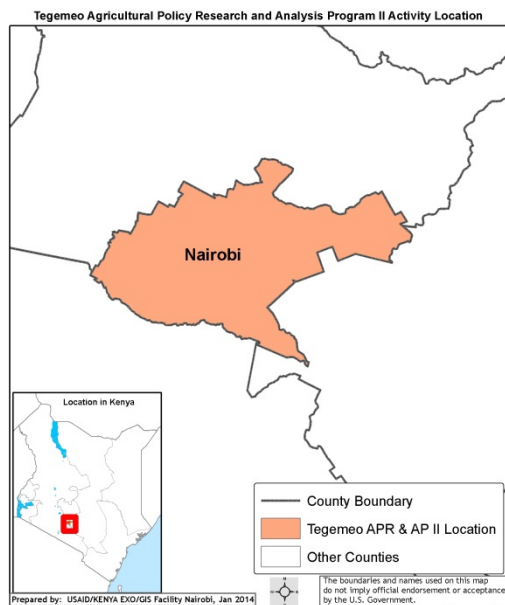 Tegemeo Agricultural Policy Research and Analysis Program II Activity Location
Nairobi
Location in Kenya
County Boundary
Tegemeo APR & AP II Location
Other Counties
Prepared by: USAID/KENYA EXO/GIS Facility Nairobi, Jan 2014
The boundaries and names used on this map
do not imply official endorsement or acceptance
by the U.S. Government.